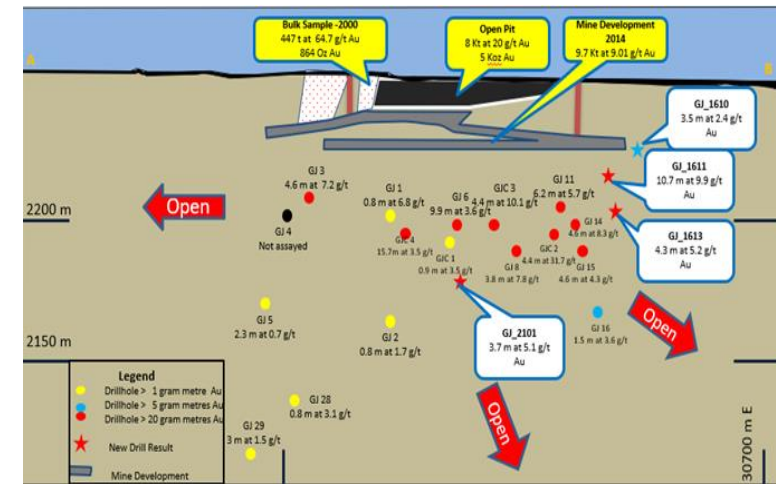 Bulk Sample -2000
447 t at 64.7 g/t Au
864 Oz Au
Open Pit
8 Kt at 20 g/t Au
5 Koz Au
Mine Development
2014
9.7 Kt at 9.01 g/t Au
A
B
GJ_1610
3.5 m at 2.4 g/t
Au
GJ_1611
10.7 m at 9.9 g/t
Au
GJ_1613
4.3 m at 5.2 g/t
Au
GJ 3
4.6 m at 7.2 g/t
GJ 1
0.8 m at 6.8 g/t
GJ 6
9.9 m at 3.6 g/t
GJC 3
4.4 m at 10.1 g/t
GJ 11
6.2 m at 5.7 g/t
GJ 14
4.6 m at 8.3 g/t
Open
2200 m
GJ 4
Not assayed
GJC 4
15.7m at 3.5 g/t
GJC 1
0.9 m at 3.5 g/t
GJ 8
3.8 m at 7.8 g/t
GJC 2
4.4 m at 31.7 g/t
GJ 15
4.6 m at 4.3 g/t
GJ 5
2.3 m at 0.7 g/t
GJ 2
0.8 m at 1.7 g/t
GJ_2101
3.7 m at 5.1 g/t
Au
GJ 16
1.5 m at 3.6 g/t
Open
2150 m
Legend
Drillhole > 1 gram metre Au
Drillhole > 5 gram metres Au
Drillhole > 20 gram metres Au
New Drill Result
Mine Development
GJ 28
0.8 m at 3.1 g/t
GJ 29
3 m at 1.5 g/t
Open
30700 m E